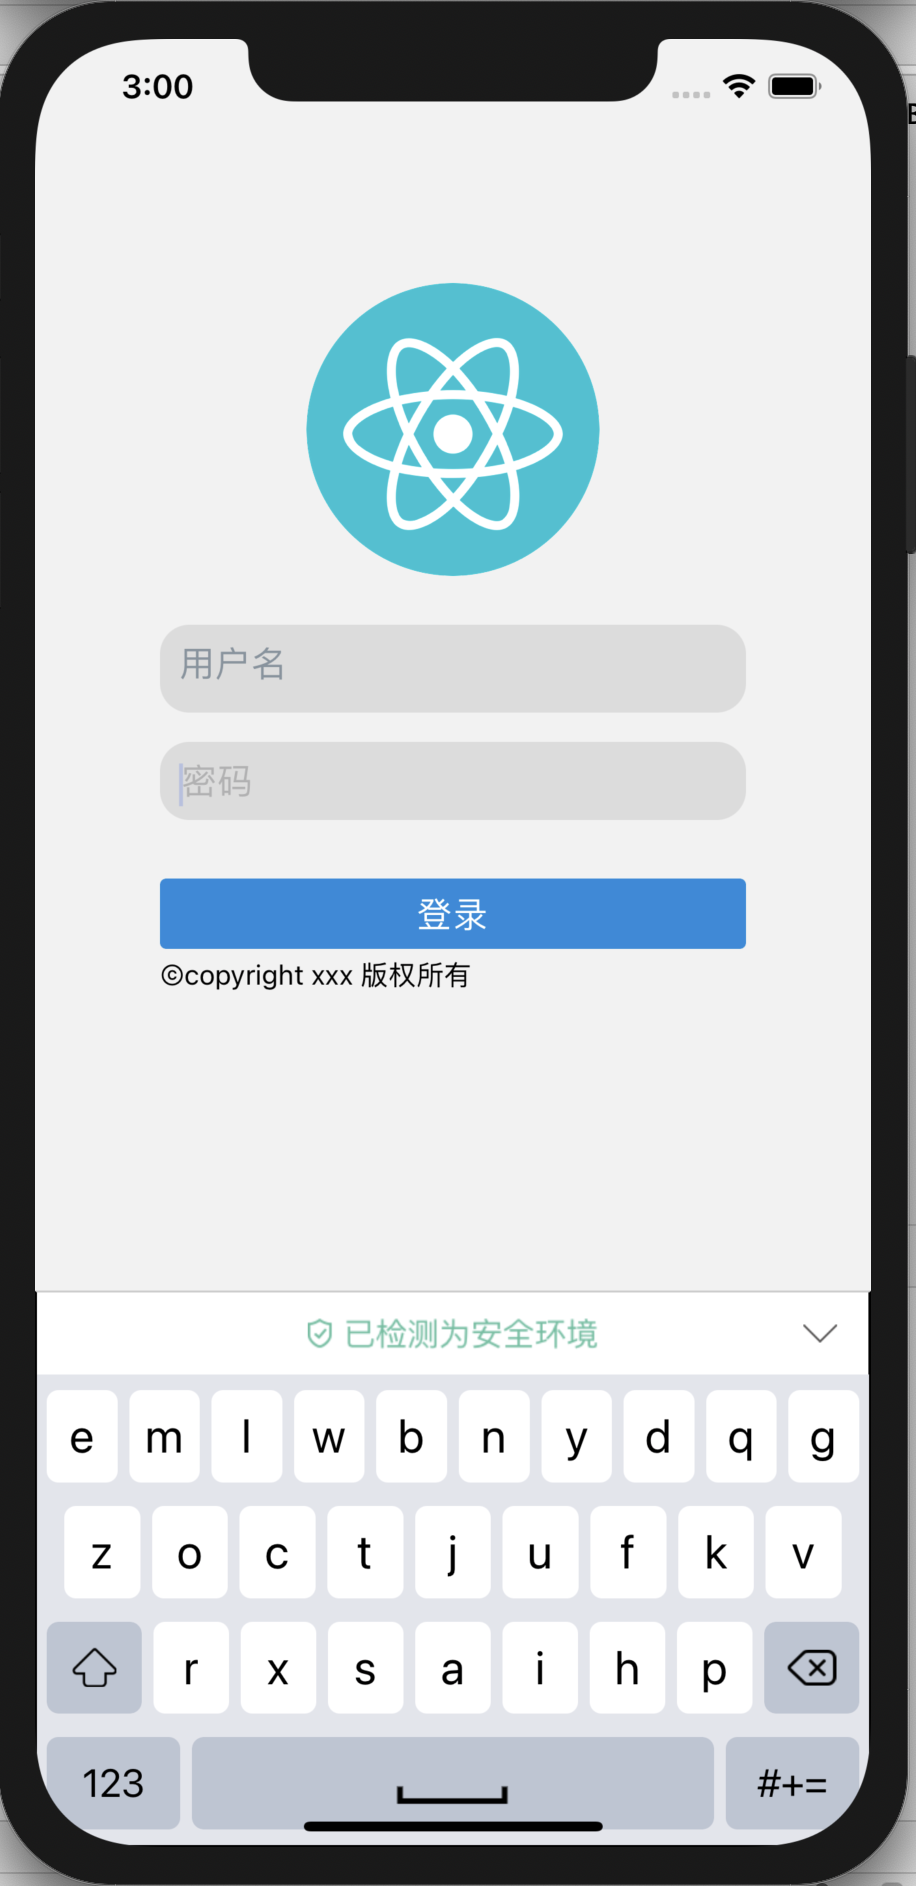 3:00
用户名
密码
登录
©copyright xxx 版权所有
已检测为安全环境
e m l w b n y d q g
z o c t j u f k v
r x s a i h p
123 #+=